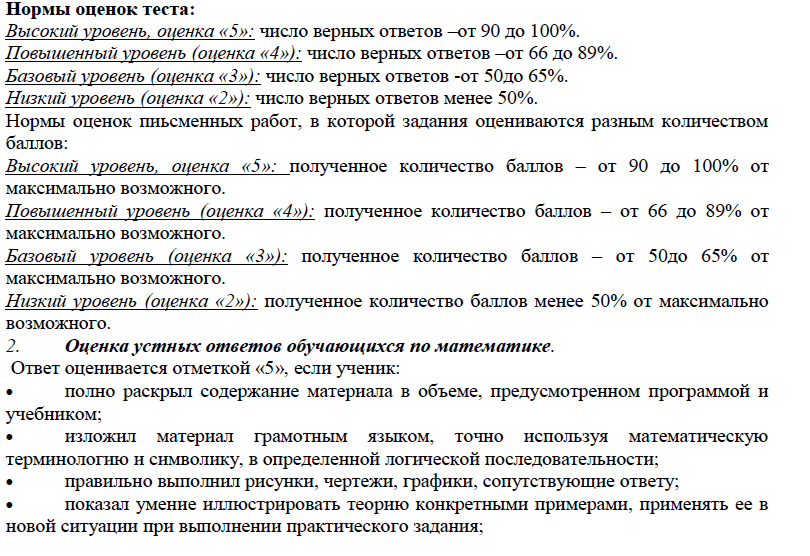 Нормы оценок теста:
Высокий уровень, оценка «5»: число верных ответов –от 90 до 100%.
Повышенный уровень (оценка «4»): число верных ответов –от 66 до 89%.
Базовый уровень (оценка «3»): число верных ответов -от 50до 65%.
Низкий уровень (оценка «2»): число верных ответов менее 50%.
Нормы оценок пиьсменных работ, в которой задания оцениваются разным количеством
баллов:
Высокий уровень, оценка «5»: полученное количество баллов – от 90 до 100% от
максимально возможного.
Повышенный уровень (оценка «4»): полученное количество баллов – от 66 до 89% от
максимально возможного.
Базовый уровень (оценка «3»): полученное количество баллов – от 50до 65% от
максимально возможного.
Низкий уровень (оценка «2»): полученное количество баллов менее 50% от максимально
возможного.
2. Оценка устных ответов обучающихся по математике.
Ответ оценивается отметкой «5», если ученик:
• полно раскрыл содержание материала в объеме, предусмотренном программой и
учебником;
• изложил материал грамотным языком, точно используя математическую
терминологию и символику, в определенной логической последовательности;
• правильно выполнил рисунки, чертежи, графики, сопутствующие ответу;
• показал умение иллюстрировать теорию конкретными примерами, применять ее в
новой ситуации при выполнении практического задания;